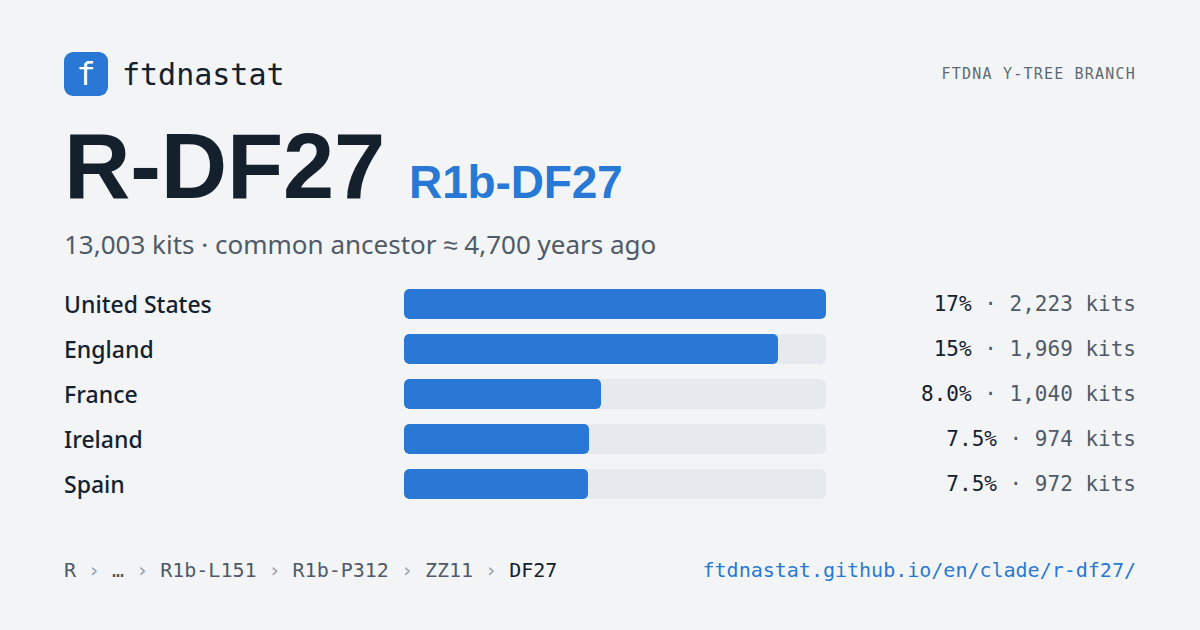 f ftdnastat
FTDNA Y-TREE BRANCH
R-DF27 R1b-DF27
13,003 kits · common ancestor ≈ 4,700 years ago
United States 17% · 2,223 kits
England 15% · 1,969 kits
France 8.0% · 1,040 kits
Ireland 7.5% · 974 kits
Spain 7.5% · 972 kits
R › … › R1b-L151 › R1b-P312 › ZZ11 › DF27
ftdnastat.github.io/en/clade/r-df27/